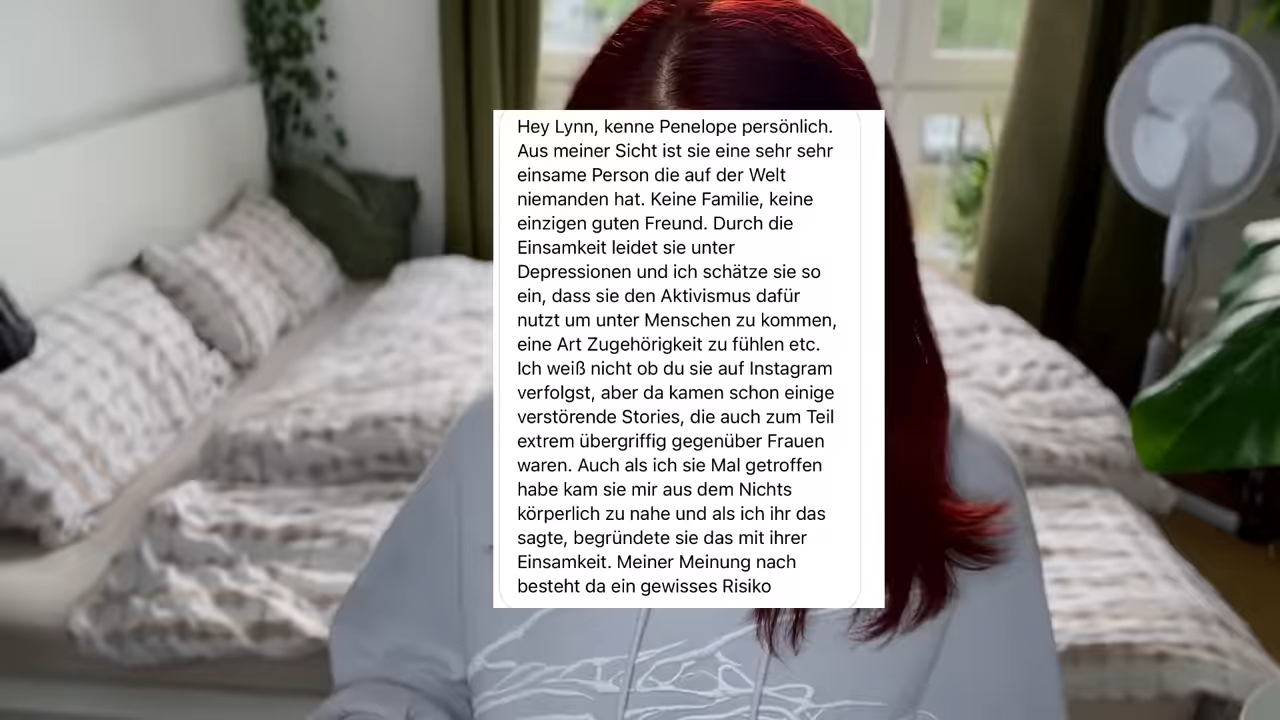 Hey Lynn, kenne Penelope persönlich.
Aus meiner Sicht ist sie eine sehr sehr
einsame Person die auf der Welt
niemanden hat. Keine Familie, keine
einzigen guten Freund. Durch die
Einsamkeit leidet sie unter
Depressionen und ich schätze sie so
ein, dass sie den Aktivismus dafür
nutzt um unter Menschen zu kommen,
eine Art Zugehörigkeit zu fühlen etc.
Ich weiß nicht ob du sie auf Instagram
verfolgst, aber da kamen schon einige
verstörende Stories, die auch zum Teil
extrem übergriffig gegenüber Frauen
waren. Auch als ich sie Mal getroffen
habe kam sie mir aus dem Nichts
körperlich zu nahe und als ich ihr das
sagte, begründete sie das mit ihrer
Einsamkeit. Meiner Meinung nach
besteht da ein gewisses Risiko